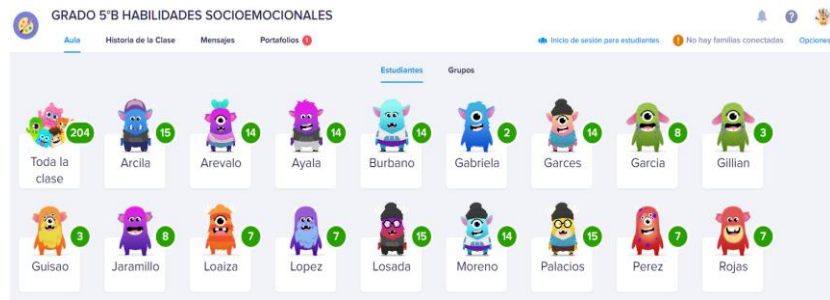 GRADO 5°B HABILIDADES SOCIOEMOCIONALES
Aula Historia de la Clase Mensajes Portafolios 1 Inicio de sesión para estudiantes No hay familias conectadas Opciones
Estudiantes Grupos
204 15 14 14 14 2 14 8 3
Toda la clase Arcila Arevalo Ayala Burbano Gabriela Garces Garcia Gillian
3 8 7 7 15 14 15 7 7
Guisao Jaramillo Loaiza Lopez Losada Moreno Palacios Perez Rojas